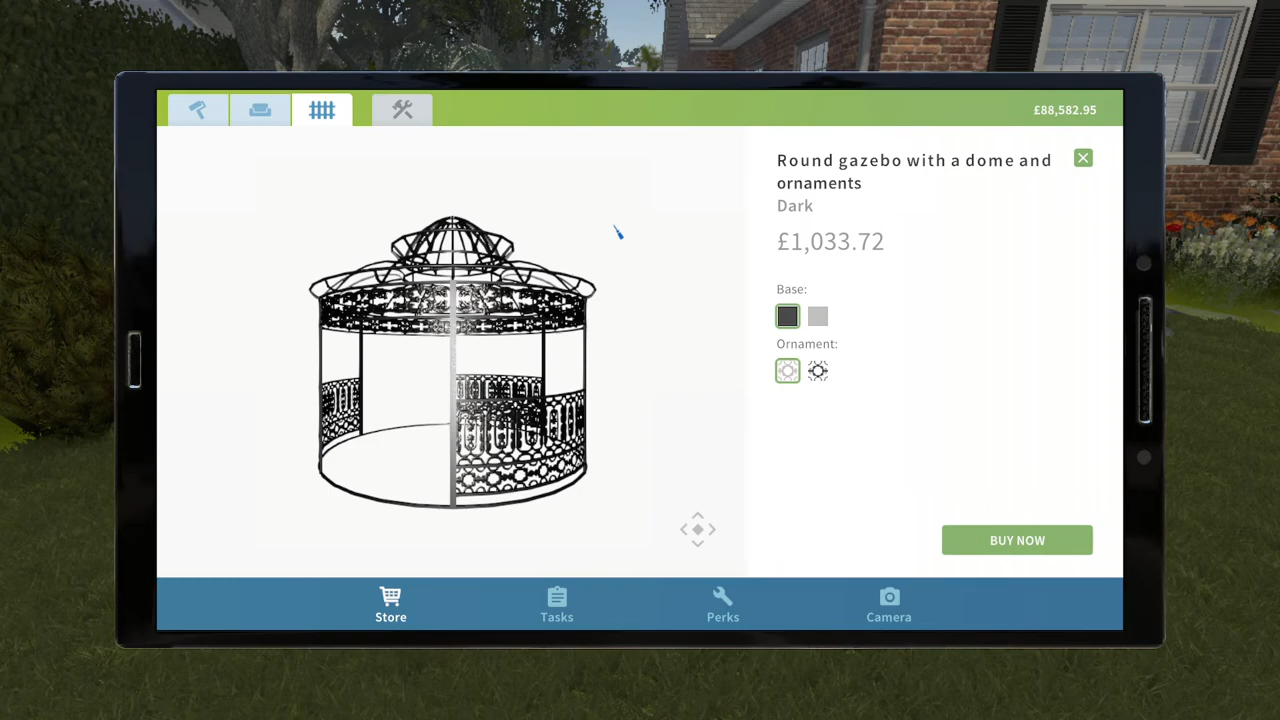 £88,582.95
Round gazebo with a dome and
ornaments
Dark
£1,033.72
Base:
Ornament:
BUY NOW
Store
Tasks
Perks
Camera